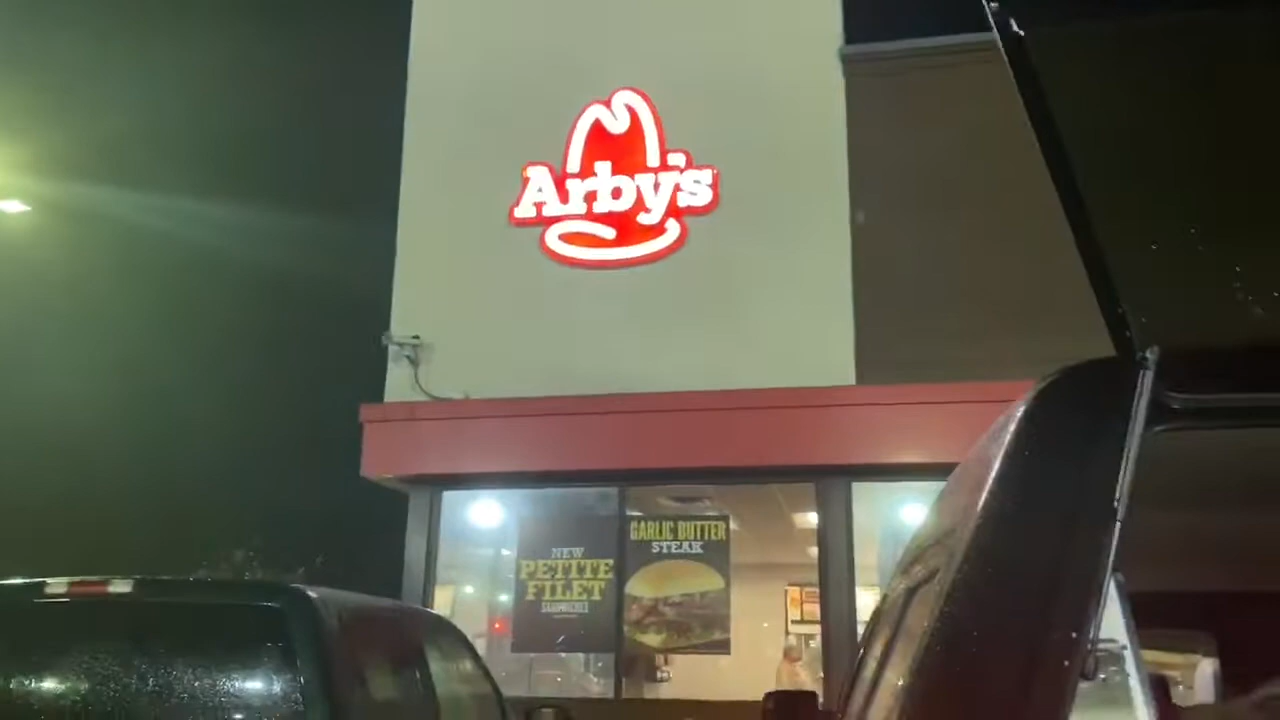 Arby's
NEW
PETITE
FILET
SANDWICHES
GARLIC BUTTER
STEAK